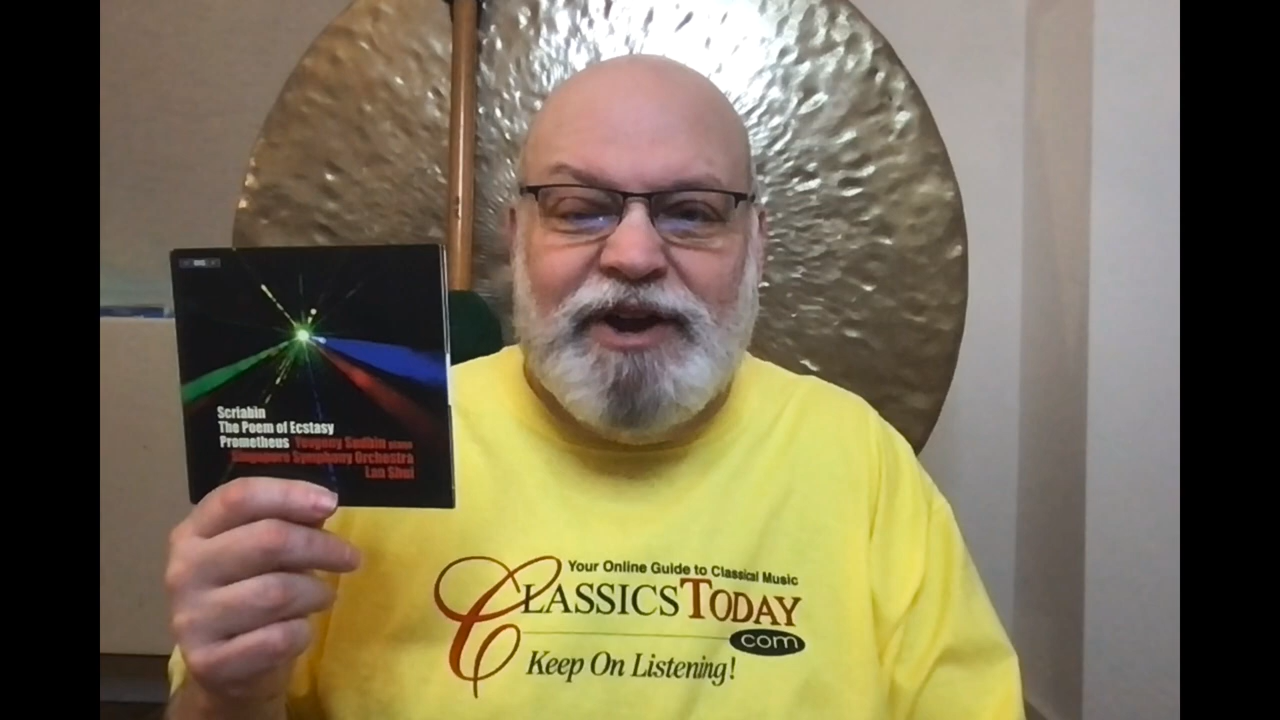 BIS
Scriabin
The Poem of Ecstasy
Prometheus Yevgeny Sudbin piano
Singapore Symphony Orchestra
Lan Shui
Your Online Guide to Classical Music
CLASSICSTODAY
com
Keep On Listening!